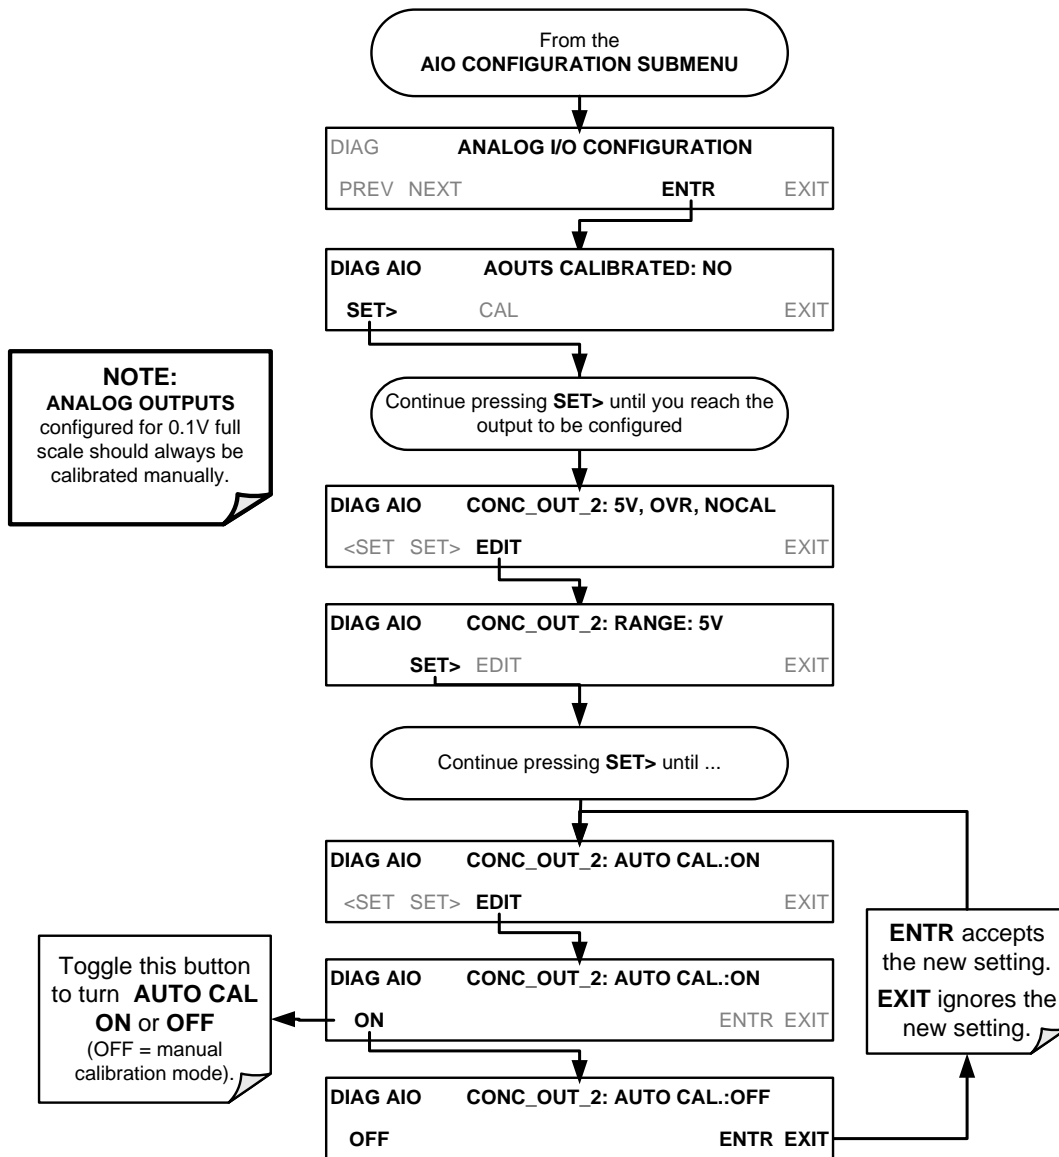 From the
AIO CONFIGURATION SUBMENU
DIAG ANALOG I/O CONFIGURATION
PREV NEXT ENTR EXIT
DIAG AIO AOUTS CALIBRATED: NO
SET> CAL EXIT
NOTE:
ANALOG OUTPUTS
configured for 0.1V full
scale should always be
calibrated manually.
Continue pressing SET> until you reach the
output to be configured
DIAG AIO CONC_OUT_2: 5V, OVR, NOCAL
<SET SET> EDIT EXIT
DIAG AIO CONC_OUT_2: RANGE: 5V
SET> EDIT EXIT
Continue pressing SET> until ...
DIAG AIO CONC_OUT_2: AUTO CAL.:ON
<SET SET> EDIT EXIT
Toggle this button
to turn AUTO CAL
ON or OFF
(OFF = manual
calibration mode).
DIAG AIO CONC_OUT_2: AUTO CAL.:ON
ON ENTR EXIT
DIAG AIO CONC_OUT_2: AUTO CAL.:OFF
OFF ENTR EXIT
ENTR accepts
the new setting.
EXIT ignores the
new setting.